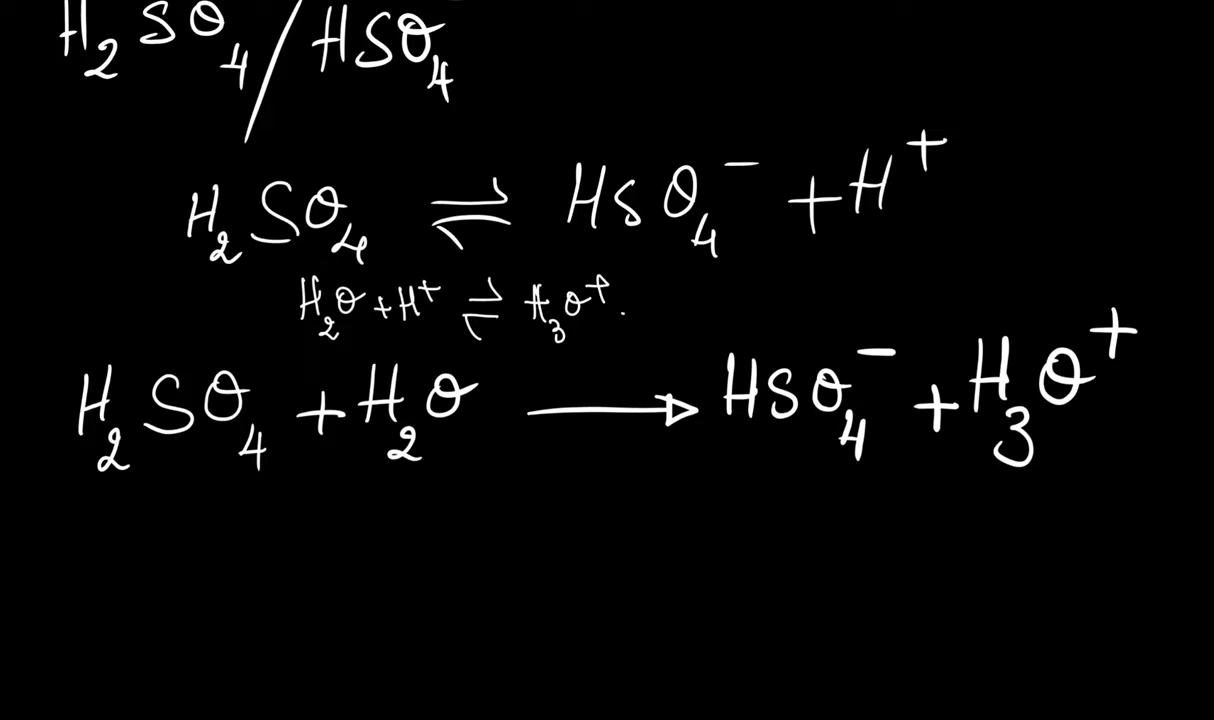 H₂SO₄/HSO₄
H₂SO₄ ⇌ HSO₄⁻ + H⁺
H₂O + H⁺ ⇌ H₃O⁺.
H₂SO₄ + H₂O ⟶ HSO₄⁻ + H₃O⁺